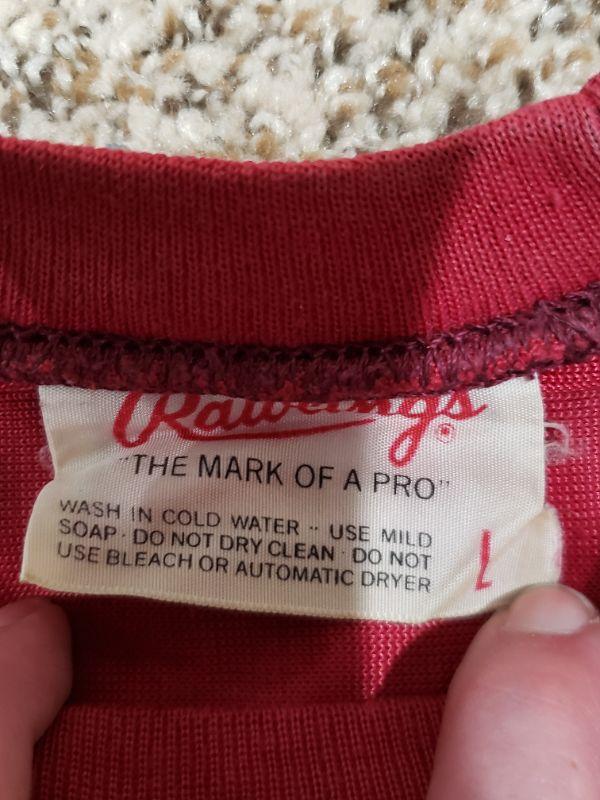 Rawlings®
"THE MARK OF A PRO"
WASH IN COLD WATER ·· USE MILD
SOAP · DO NOT DRY CLEAN · DO NOT
USE BLEACH OR AUTOMATIC DRYER
L